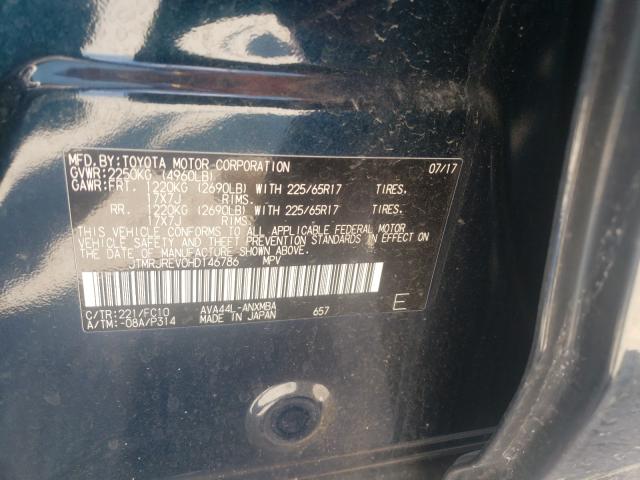 MFD.BY:TOYOTA MOTOR CORPORATION 07/17
GVWR:2250KG (4960LB)
GAWR:FRT. 1220KG (2690LB) WITH 225/65R17 TIRES,
17X7J RIMS.
RR. 1220KG (2690LB) WITH 225/65R17 TIRES,
17X7J RIMS.
THIS VEHICLE CONFORMS TO ALL APPLICABLE FEDERAL MOTOR
VEHICLE SAFETY AND THEFT PREVENTION STANDARDS IN EFFECT ON
THE DATE OF MANUFACTURE SHOWN ABOVE.
JTMRJREV0HD146786 MPV
C/TR:221/FC10 AVA44L-ANXMBA 657 E
A/TM:-08A/P314 MADE IN JAPAN